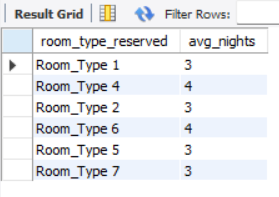 Result Grid Filter Rows:
room_type_reserved avg_nights
Room_Type 1 3
Room_Type 4 4
Room_Type 2 3
Room_Type 6 4
Room_Type 5 3
Room_Type 7 3